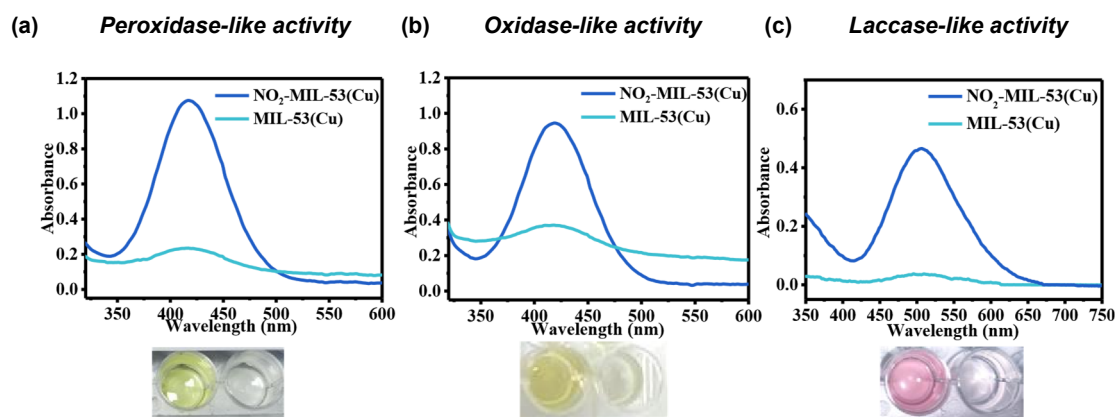 (a) Peroxidase-like activity
(b) Oxidase-like activity
(c) Laccase-like activity
1.2
1.0
0.8
0.6
0.4
0.2
0.0
Absorbance
NO₂-MIL-53(Cu)
MIL-53(Cu)
350 400 450 500 550 600
Wavelength (nm)
1.2
1.0
0.8
0.6
0.4
0.2
0.0
Absorbance
NO₂-MIL-53(Cu)
MIL-53(Cu)
350 400 450 500 550 600
Wavelength (nm)
0.6
0.4
0.2
0.0
Absorbance
NO₂-MIL-53(Cu)
MIL-53(Cu)
350 400 450 500 550 600 650 700 750
Wavelength (nm)